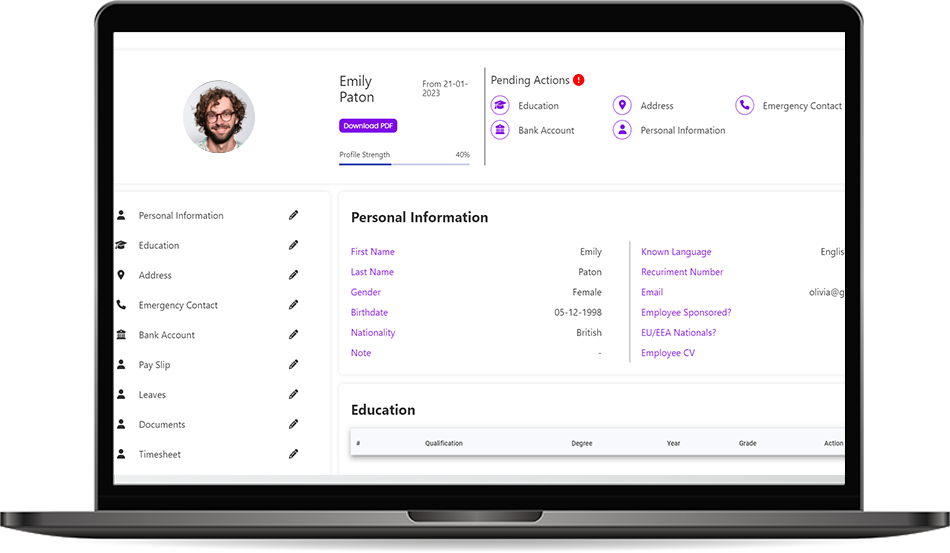 Emily
Paton
From 21-01-
2023
Download PDF
Profile Strength 40%
Pending Actions !
Education Address Emergency Contact
Bank Account Personal Information
Personal Information
Education
Address
Emergency Contact
Bank Account
Pay Slip
Leaves
Documents
Timesheet
Personal Information
First Name Emily
Last Name Paton
Gender Female
Birthdate 05-12-1998
Nationality British
Note -
Known Language Englis
Recuriment Number
Email olivia@g
Employee Sponsored?
EU/EEA Nationals?
Employee CV
Education
# Qualification Degree Year Grade Action